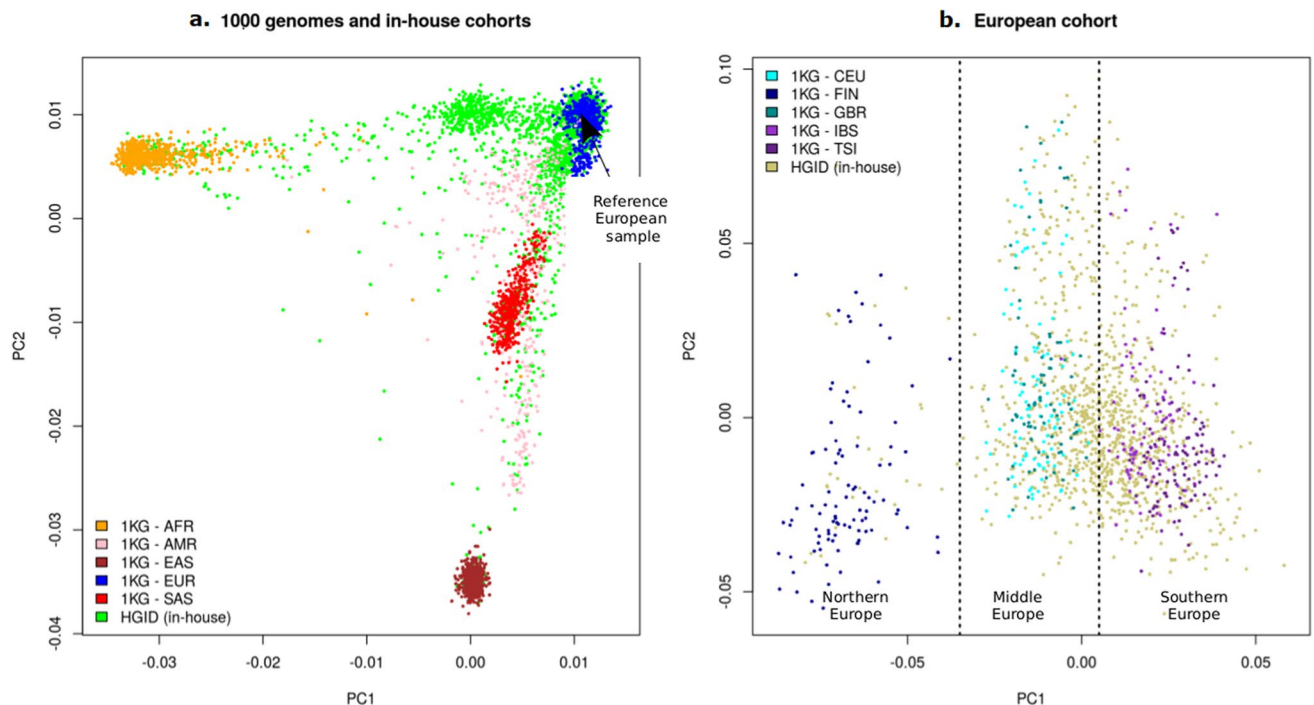 a. 1000 genomes and in-house cohorts
0.01
0.00
-0.01
-0.02
-0.03
-0.04
PC2
Reference
European
sample
1KG - AFR
1KG - AMR
1KG - EAS
1KG - EUR
1KG - SAS
HGID (in-house)
-0.03
-0.02
-0.01
0.00
0.01
PC1
b. European cohort
0.10
0.05
0.00
-0.05
PC2
1KG - CEU
1KG - FIN
1KG - GBR
1KG - IBS
1KG - TSI
HGID (in-house)
Northern
Europe
Middle
Europe
Southern
Europe
-0.05
0.00
0.05
PC1